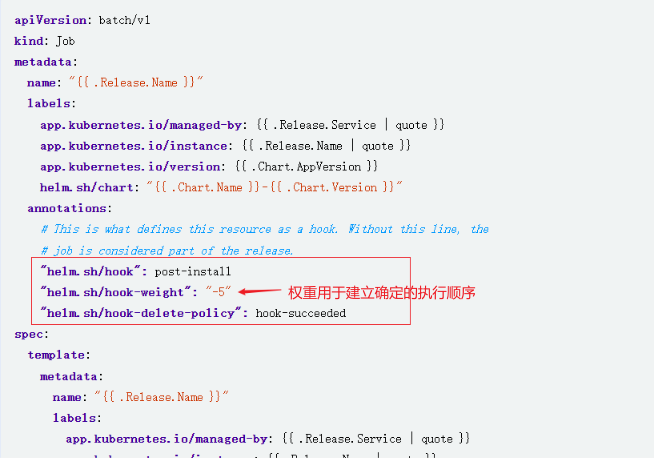 apiVersion: batch/v1
kind: Job
metadata:
  name: "{{ .Release.Name }}"
  labels:
    app.kubernetes.io/managed-by: {{ .Release.Service | quote }}
    app.kubernetes.io/instance: {{ .Release.Name | quote }}
    app.kubernetes.io/version: {{ .Chart.AppVersion }}
    helm.sh/chart: "{{ .Chart.Name }}-{{ .Chart.Version }}"
  annotations:
    # This is what defines this resource as a hook. Without this line, the
    # job is considered part of the release.
    "helm.sh/hook": post-install
    "helm.sh/hook-weight": "-5" 权重用于建立确定的执行顺序
    "helm.sh/hook-delete-policy": hook-succeeded
spec:
  template:
    metadata:
      name: "{{ .Release.Name }}"
      labels:
        app.kubernetes.io/managed-by: {{ .Release.Service | quote }}